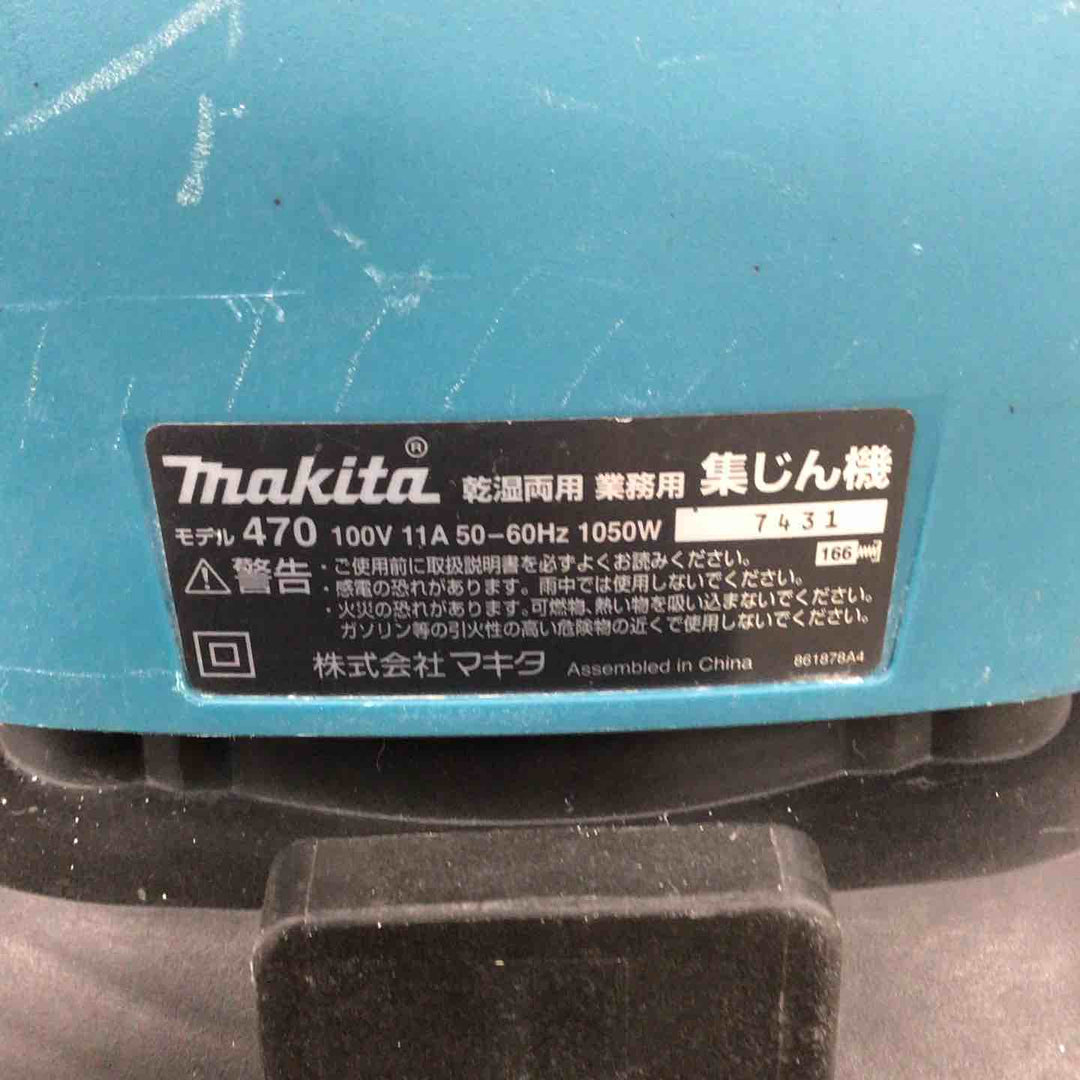 makita® 乾湿両用 業務用 集じん機
モデル 470 100V 11A 50-60Hz 1050W 7431
警告 ・ご使用前に取扱説明書を必ずよくお読みください。 166
・感電の恐れがあります。雨中では使用しないでください。
・火災の恐れがあります。可燃物、熱い物を吸い込まないでください。
ガソリン等の引火性の高い危険物の近くで使用しないでください。
株式会社マキタ Assembled in China 861878A4